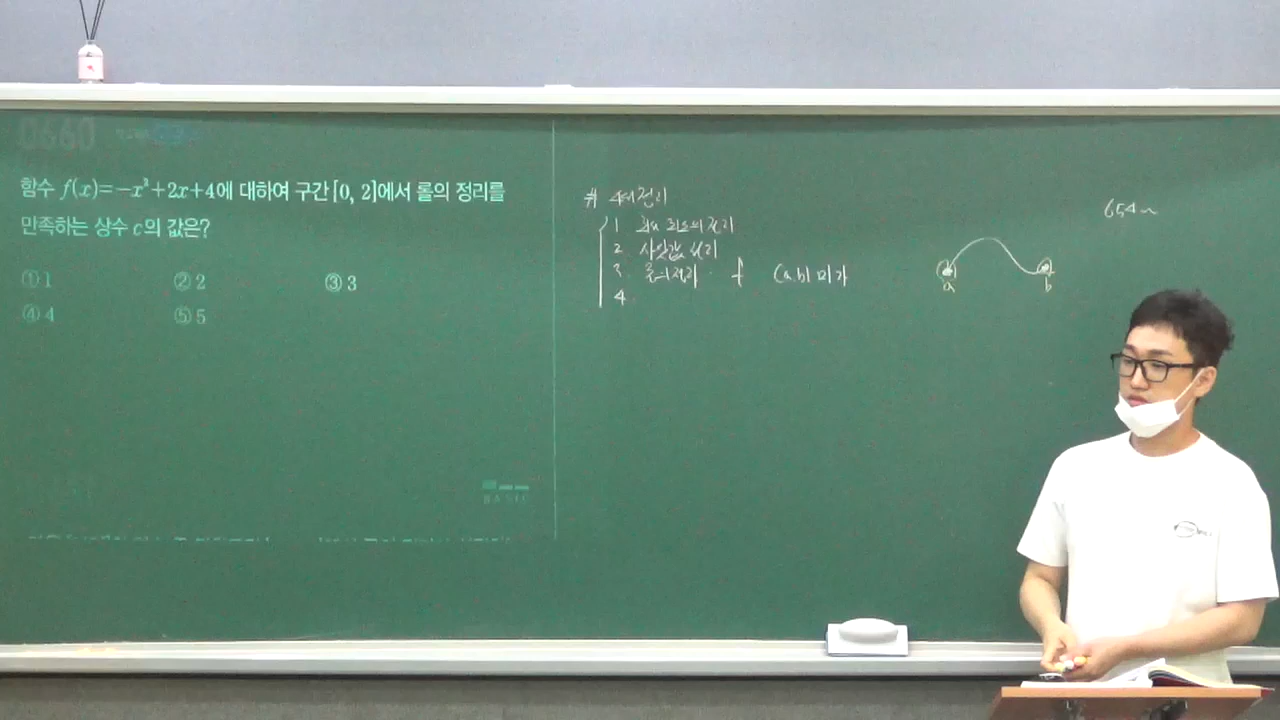 0660
함수 f(x)=-x²+2x+4에 대하여 구간 [0, 2]에서 롤의 정리를
만족하는 상수 c의 값은?
① 1 ② 2 ③ 3
④ 4 ⑤ 5
BASIC
# 4대 정리
1 최대 최소의 정리
2. 사잇값 정리
3. 롤의 정리 f (a, b) 미가
4
654~
a b